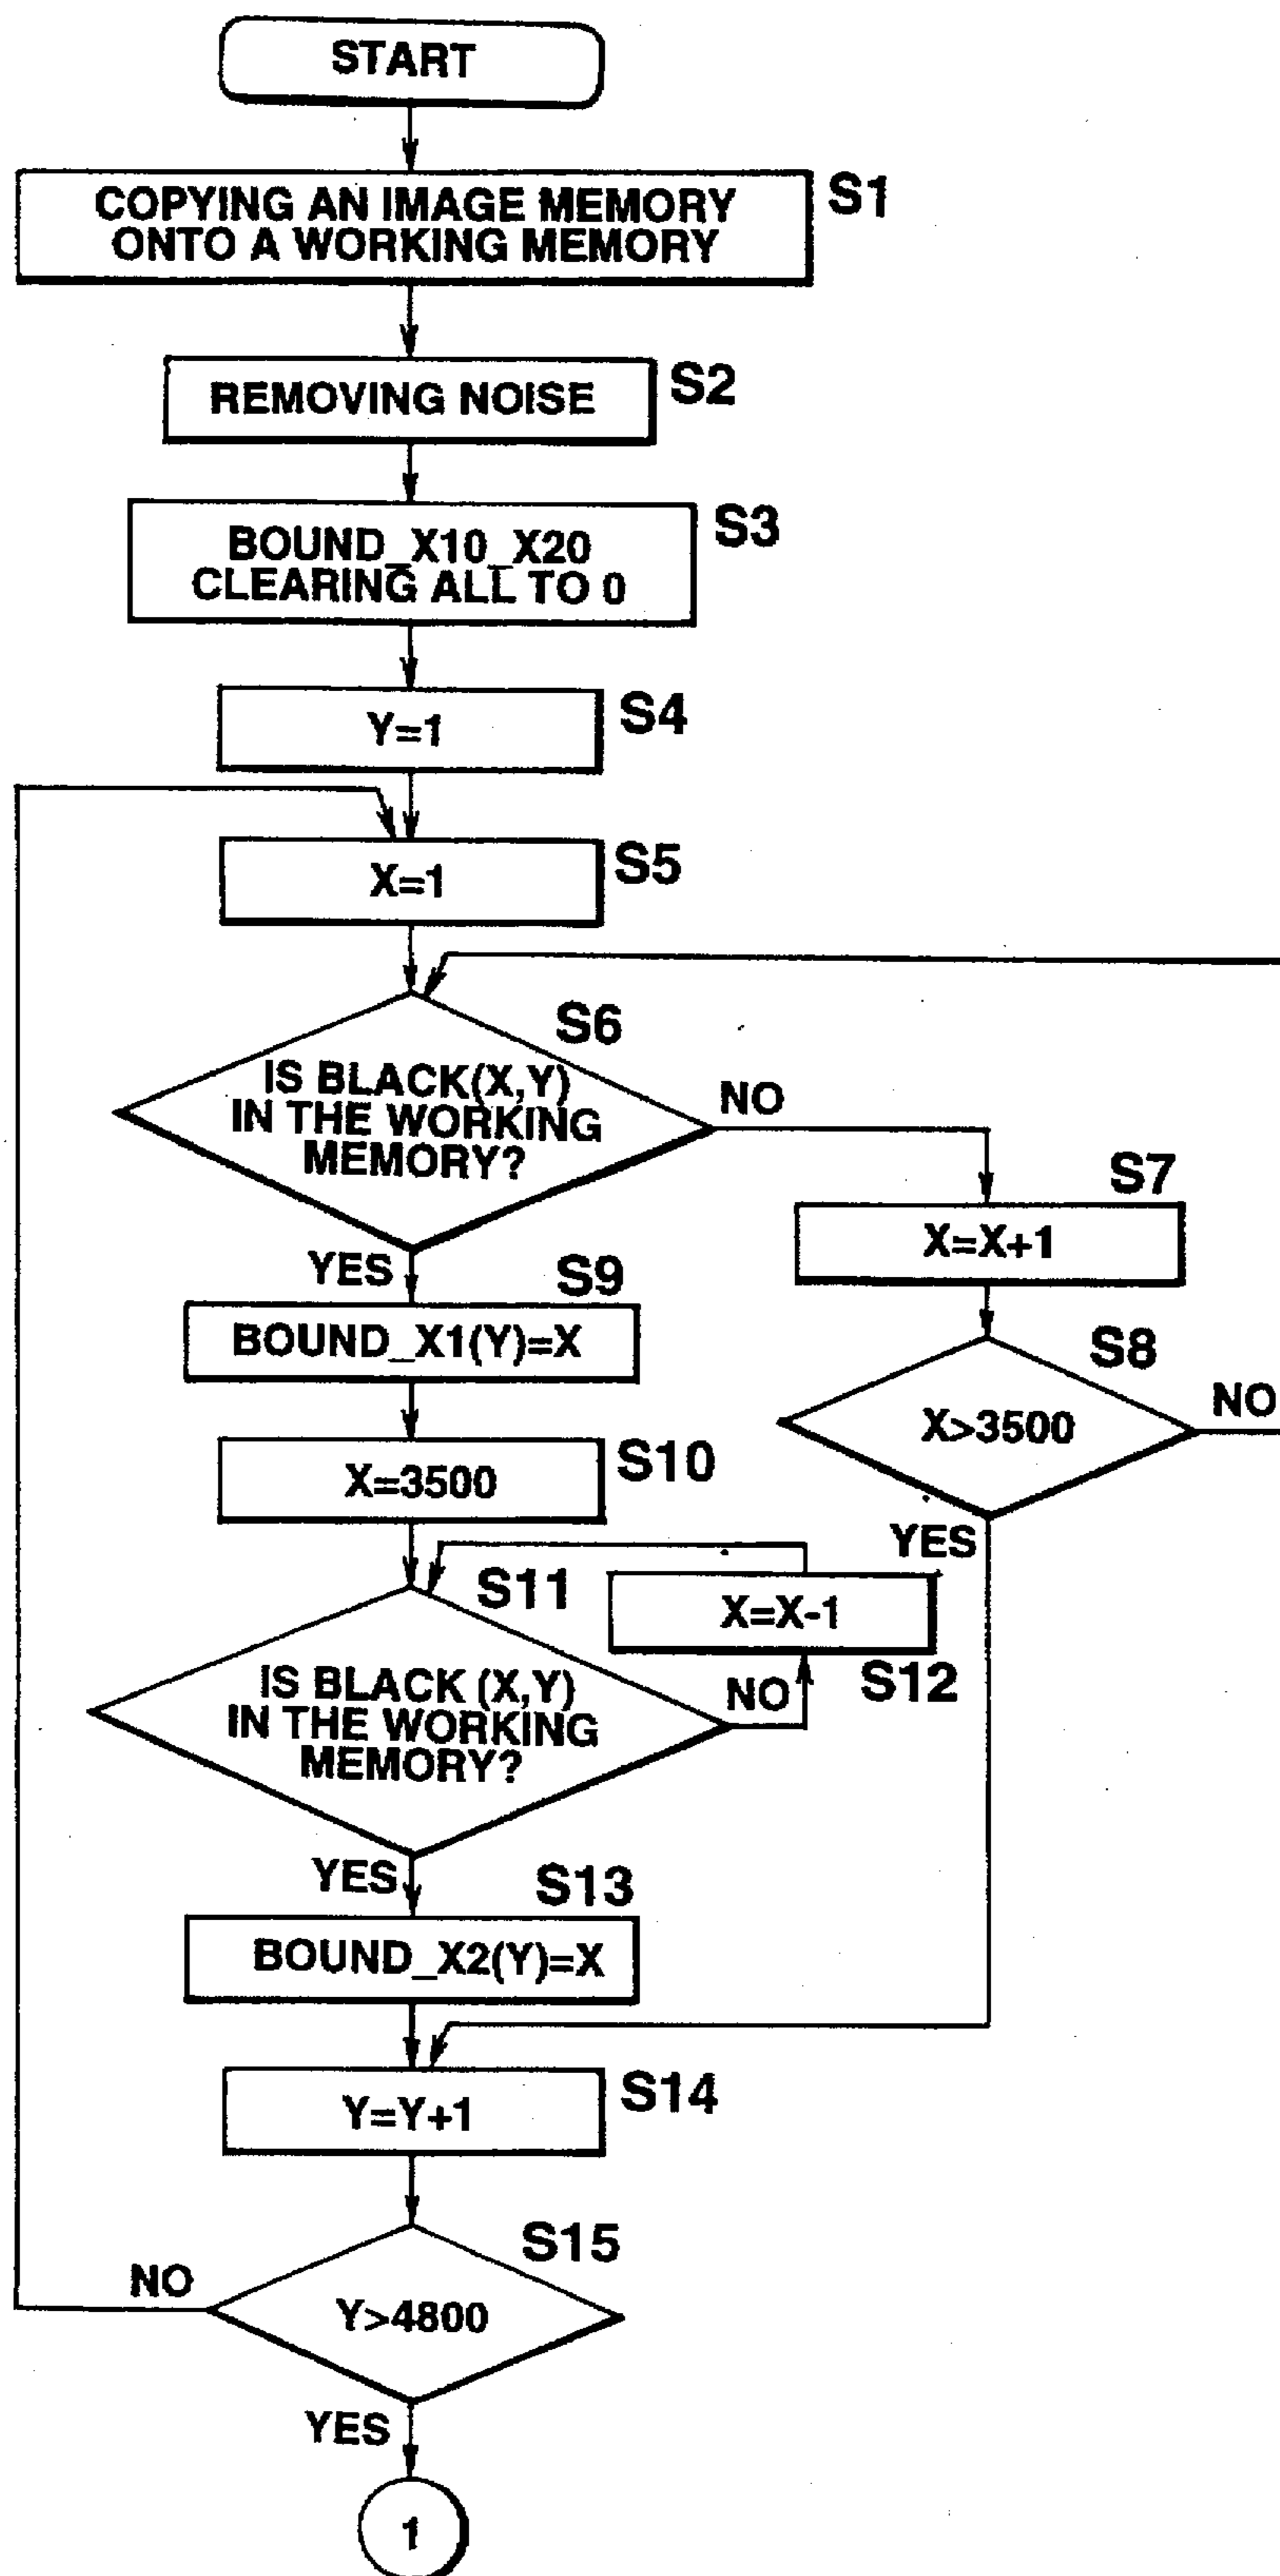 START
COPYING AN IMAGE MEMORY
ONTO A WORKING MEMORY
S1
REMOVING NOISE
S2
BOUND_X10_X20
CLEARING ALL TO 0
S3
Y=1
S4
X=1
S5
S6
IS BLACK(X,Y)
IN THE WORKING
MEMORY?
NO
S7
X=X+1
YES
S9
BOUND_X1(Y)=X
S8
X>3500
NO
YES
X=3500
S10
S11
IS BLACK (X,Y)
IN THE WORKING
MEMORY?
NO
X=X-1
S12
YES
S13
BOUND_X2(Y)=X
Y=Y+1
S14
S15
Y>4800
NO
YES
1